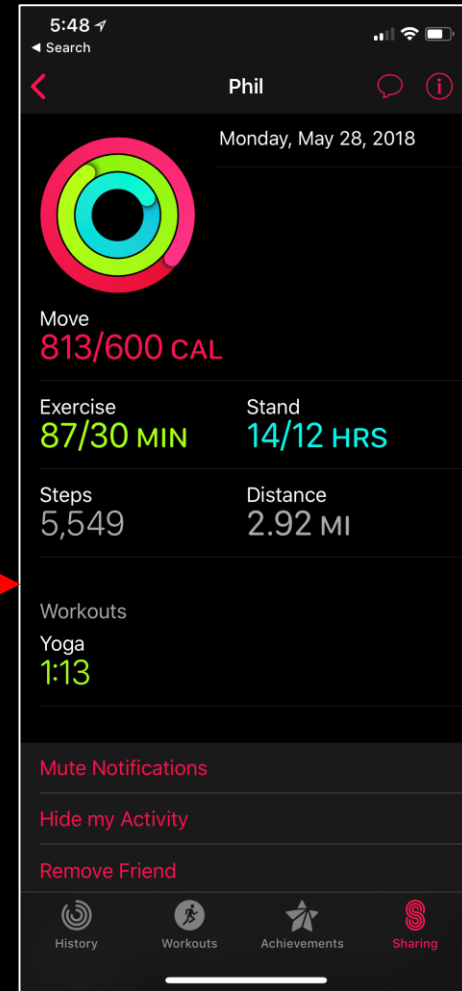 5:48
◀ Search
Phil
Monday, May 28, 2018
Move
813/600 CAL
Exercise Stand
87/30 MIN 14/12 HRS
Steps Distance
5,549 2.92 MI
Workouts
Yoga
1:13
Mute Notifications
Hide my Activity
Remove Friend
History Workouts Achievements Sharing